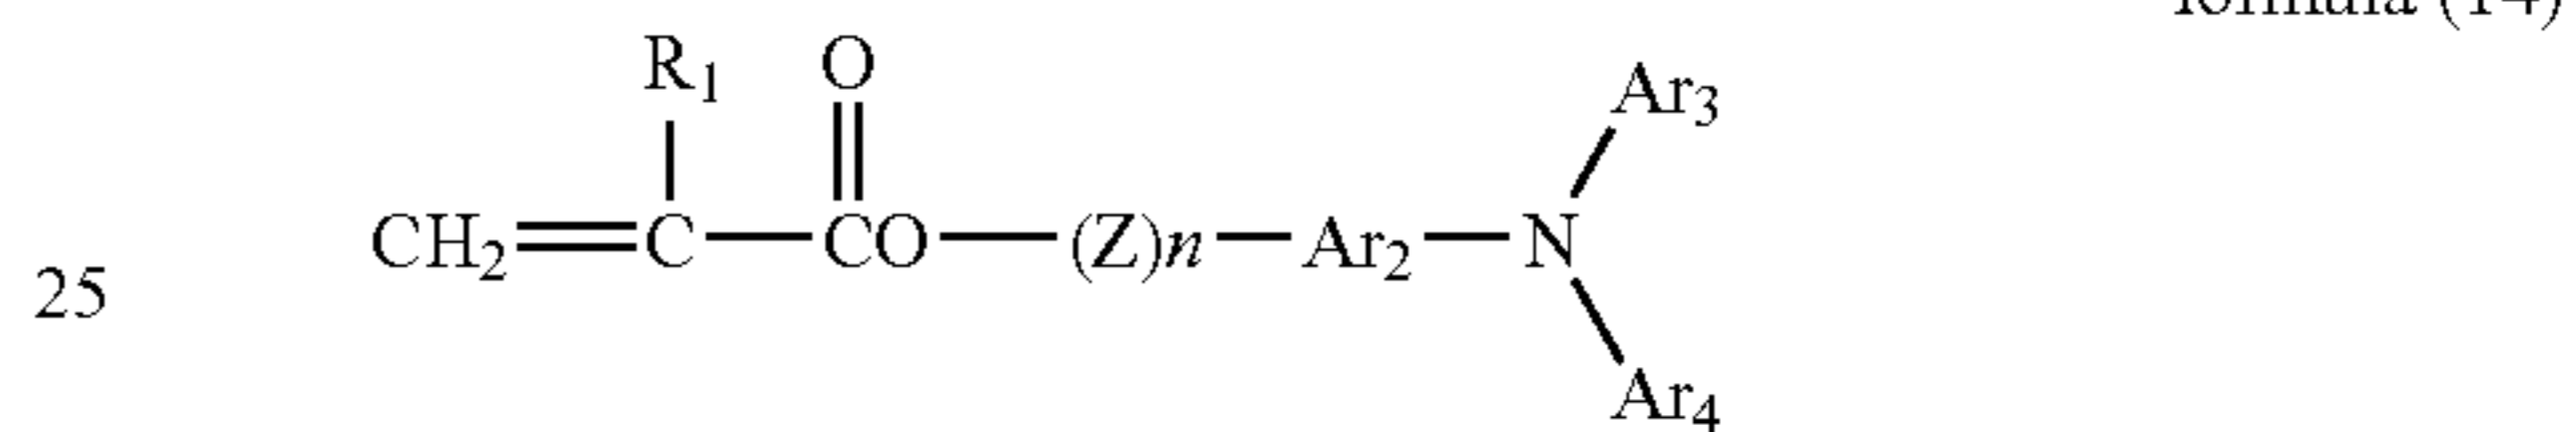 formula (14)
R1 O Ar3
CH2=C—CO—(Z)n—Ar2—N
25
Ar4